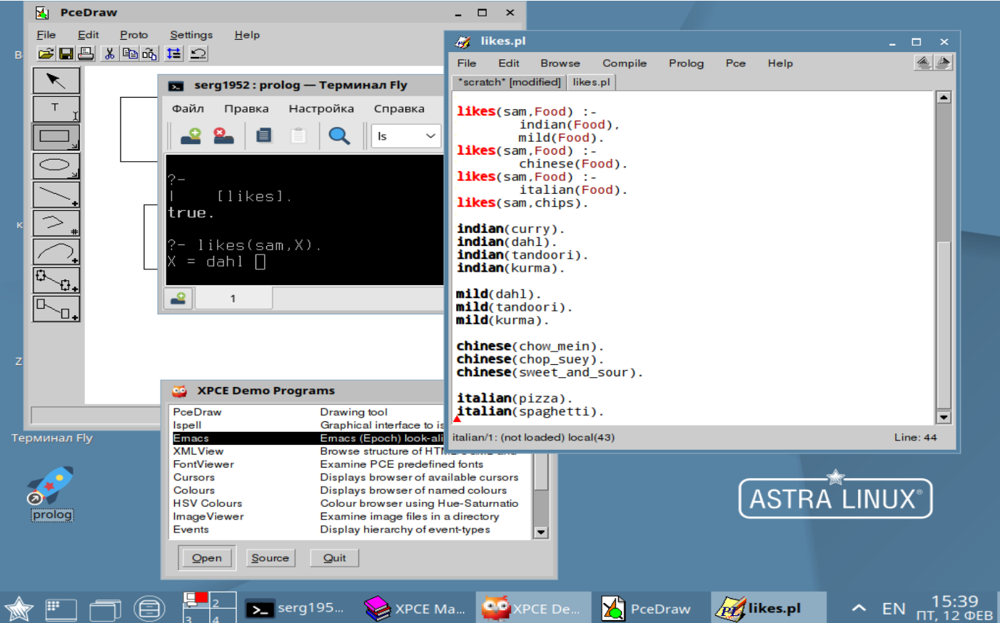 PceDraw
File Edit Proto Settings Help
T
serg1952 : prolog — Терминал Fly
Файл Правка Настройка Справка
ls
?-
| [likes].
true.
?- likes(sam,X).
X = dahl
1
likes.pl
File Edit Browse Compile Prolog Pce Help
*scratch* [modified] likes.pl
likes(sam,Food) :-
indian(Food),
mild(Food).
likes(sam,Food) :-
chinese(Food).
likes(sam,Food) :-
italian(Food).
likes(sam,chips).
indian(curry).
indian(dahl).
indian(tandoori).
indian(kurma).
mild(dahl).
mild(tandoori).
mild(kurma).
chinese(chow_mein).
chinese(chop_suey).
chinese(sweet_and_sour).
italian(pizza).
italian(spaghetti).
italian/1: (not loaded) local(43) Line: 44
XPCE Demo Programs
PceDraw Drawing tool
Ispell Graphical interface to is
Emacs Emacs (Epoch) look-ali
XMLView Browse structure of HTML
FontViewer Examine PCE predefined fonts
Cursors Displays browser of available cursors
Colours Displays browser of named colours
HSV Colours Colour browser using Hue-Saturatio
ImageViewer Examine image files in a directory
Events Display hierarchy of event-types
Open Source Quit
В
к
Z
Терминал Fly
prolog
ASTRA LINUX®
2
3 4
serg195... XPCE Ma... XPCE De... PceDraw likes.pl EN 15:39
ПТ, 12 ФЕВ